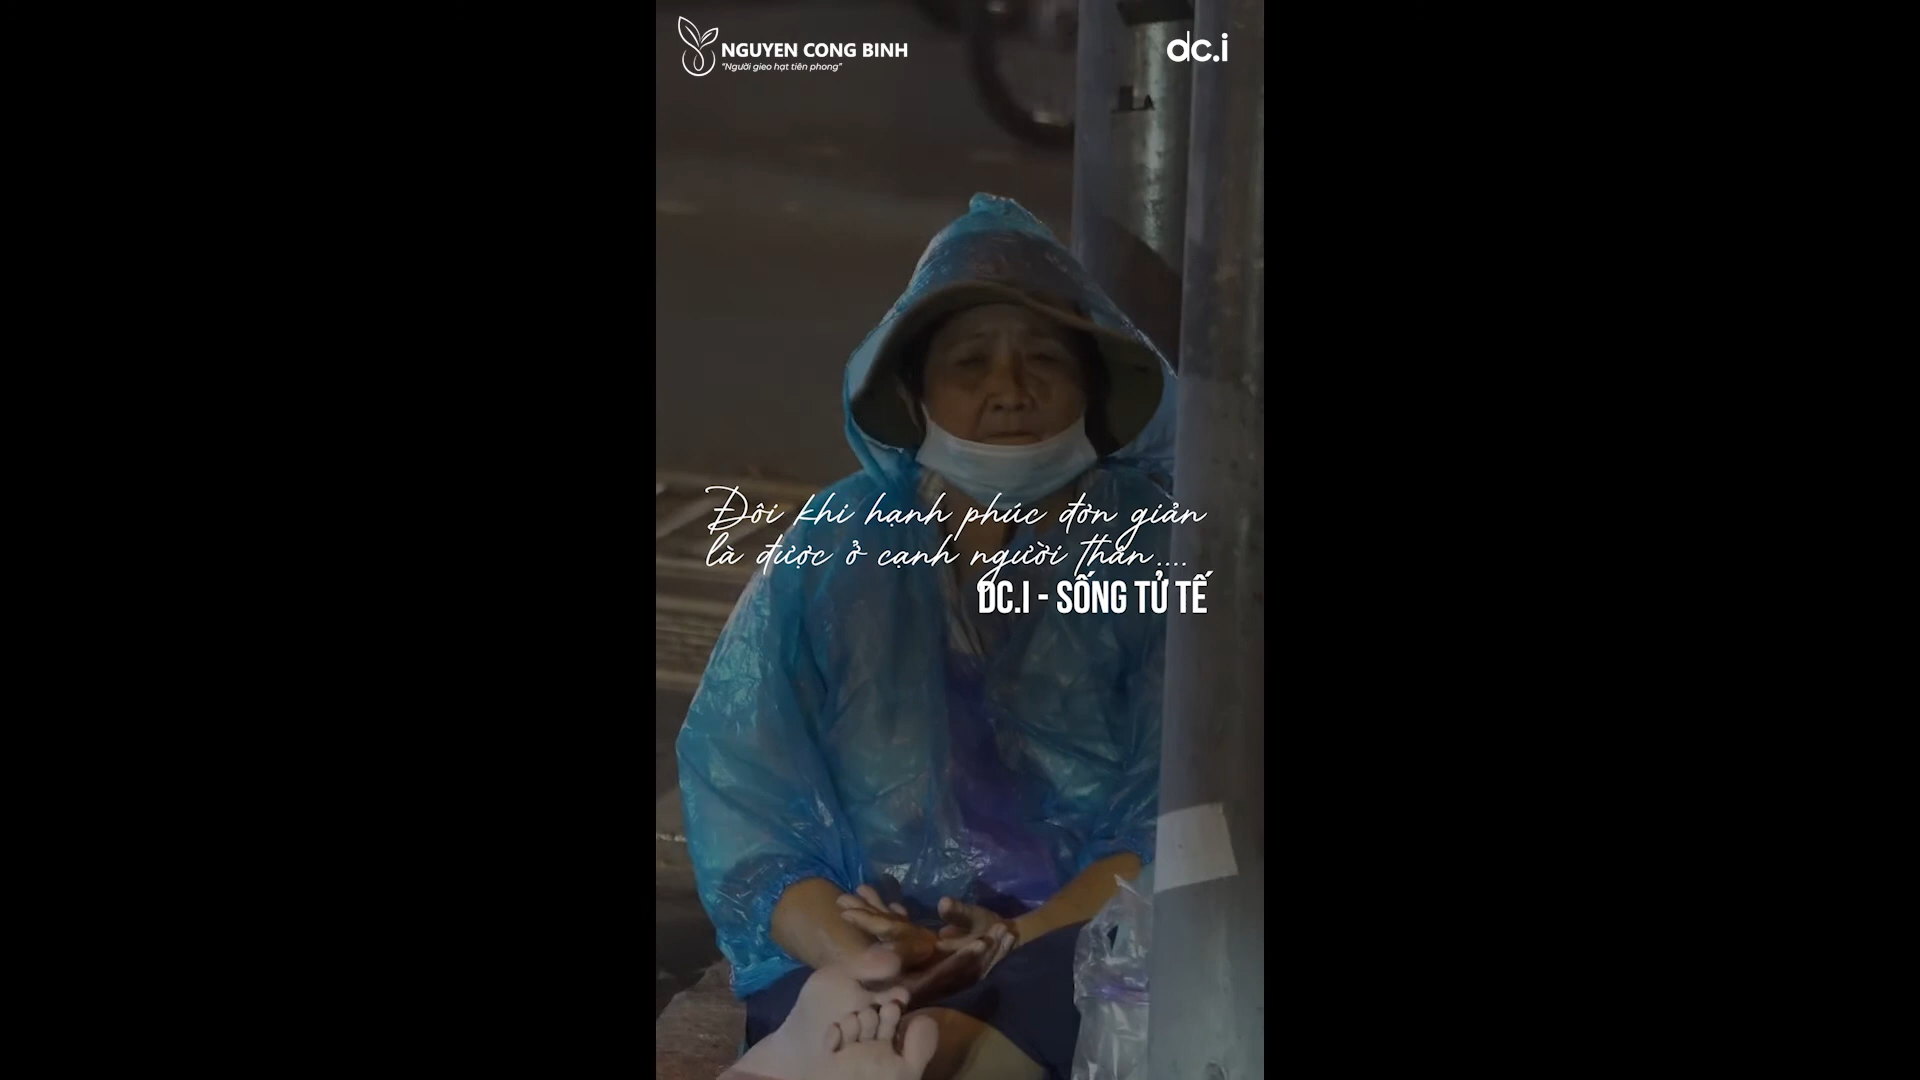 NGUYEN CONG BINH
"Người gieo hạt tiên phong"
dc.i
Đôi khi hạnh phúc đơn giản
là được ở cạnh người thân....
DC.I - SỐNG TỬ TẾ